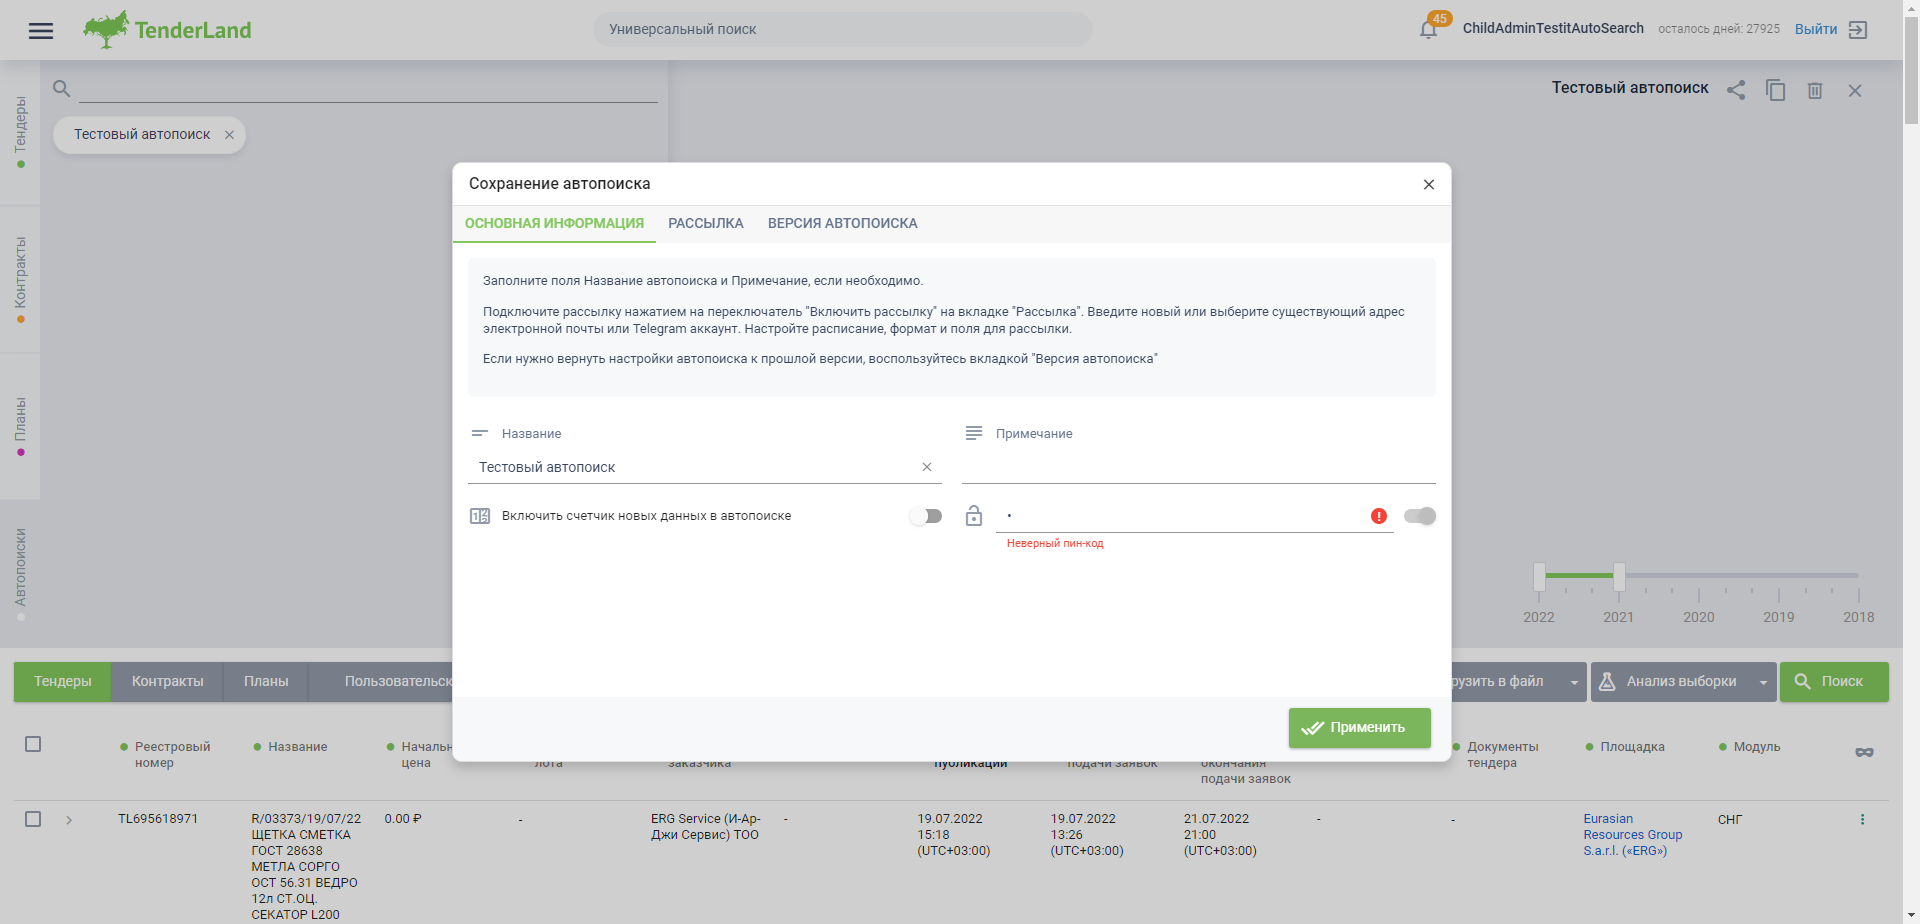 TenderLand
Универсальный поиск
45
ChildAdminTestitAutoSearch
осталось дней: 27925
Выйти
Тендеры
Контракты
Планы
Автопоиски
Тестовый автопоиск
Тестовый автопоиск
Сохранение автопоиска
ОСНОВНАЯ ИНФОРМАЦИЯ
РАССЫЛКА
ВЕРСИЯ АВТОПОИСКА
Заполните поля Название автопоиска и Примечание, если необходимо.
Подключите рассылку нажатием на переключатель "Включить рассылку" на вкладке "Рассылка". Введите новый или выберите существующий адрес
электронной почты или Telegram аккаунт. Настройте расписание, формат и поля для рассылки.
Если нужно вернуть настройки автопоиска к прошлой версии, воспользуйтесь вкладкой "Версия автопоиска"
Название
Примечание
Тестовый автопоиск
Включить счетчик новых данных в автопоиске
Неверный пин-код
Применить
2022
2021
2020
2019
2018
Тендеры
Контракты
Планы
Пользовательск
рузить в файл
Анализ выборки
Поиск
Реестровый
номер
Название
Начальн
цена
лота
заказчика
публикации
подачи заявок
окончания
подачи заявок
Документы
тендера
Площадка
Модуль
TL695618971
R/03373/19/07/22
ЩЕТКА СМЕТКА
ГОСТ 28638
МЕТЛА СОРГО
ОСТ 56.31 ВЕДРО
12л СТ.ОЦ.
СЕКАТОР L200
0.00 ₽
-
ERG Service (И-Ар-
Джи Сервис) ТОО
-
19.07.2022
15:18
(UTC+03:00)
19.07.2022
13:26
(UTC+03:00)
21.07.2022
21:00
(UTC+03:00)
-
-
Eurasian
Resources Group
S.a.r.l. («ERG»)
СНГ